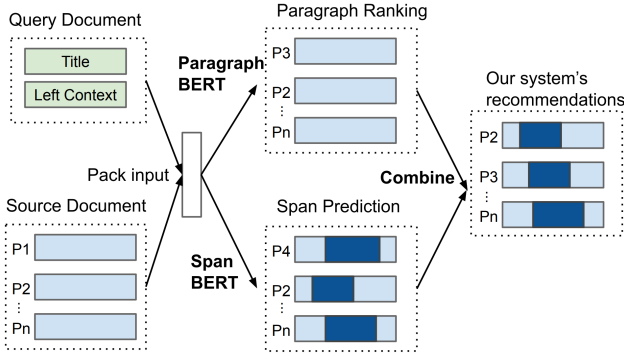 Query Document
Title
Left Context
Pack input
Source Document
P1
P2
Pn
Paragraph
BERT
Span
BERT
Paragraph Ranking
P3
P2
Pn
Span Prediction
P4
P2
Pn
Combine
Our system's
recommendations
P2
P3
Pn